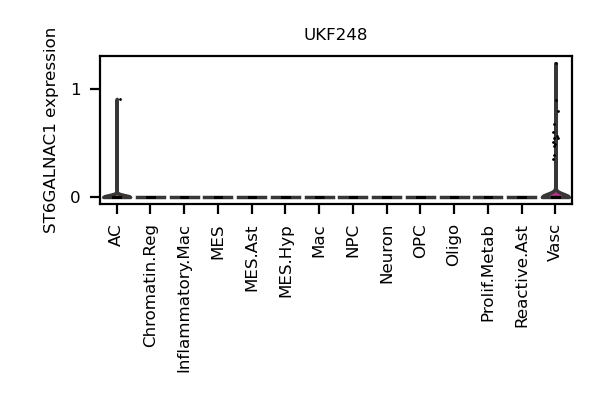 UKF248
ST6GALNAC1 expression
1
0
AC
Chromatin.Reg
Inflammatory.Mac
MES
MES.Ast
MES.Hyp
Mac
NPC
Neuron
OPC
Oligo
Prolif.Metab
Reactive.Ast
Vasc